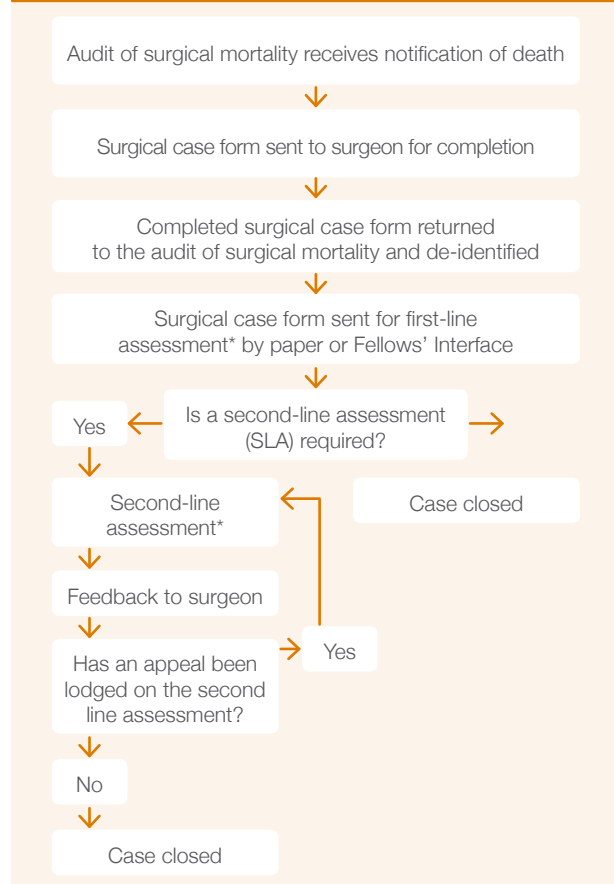 Audit of surgical mortality receives notification of death
Surgical case form sent to surgeon for completion
Completed surgical case form returned
to the audit of surgical mortality and de-identified
Surgical case form sent for first-line
assessment* by paper or Fellows' Interface
Is a second-line assessment
(SLA) required?
Yes
Second-line
assessment*
Case closed
Feedback to surgeon
Has an appeal been
lodged on the second
line assessment?
Yes
No
Case closed